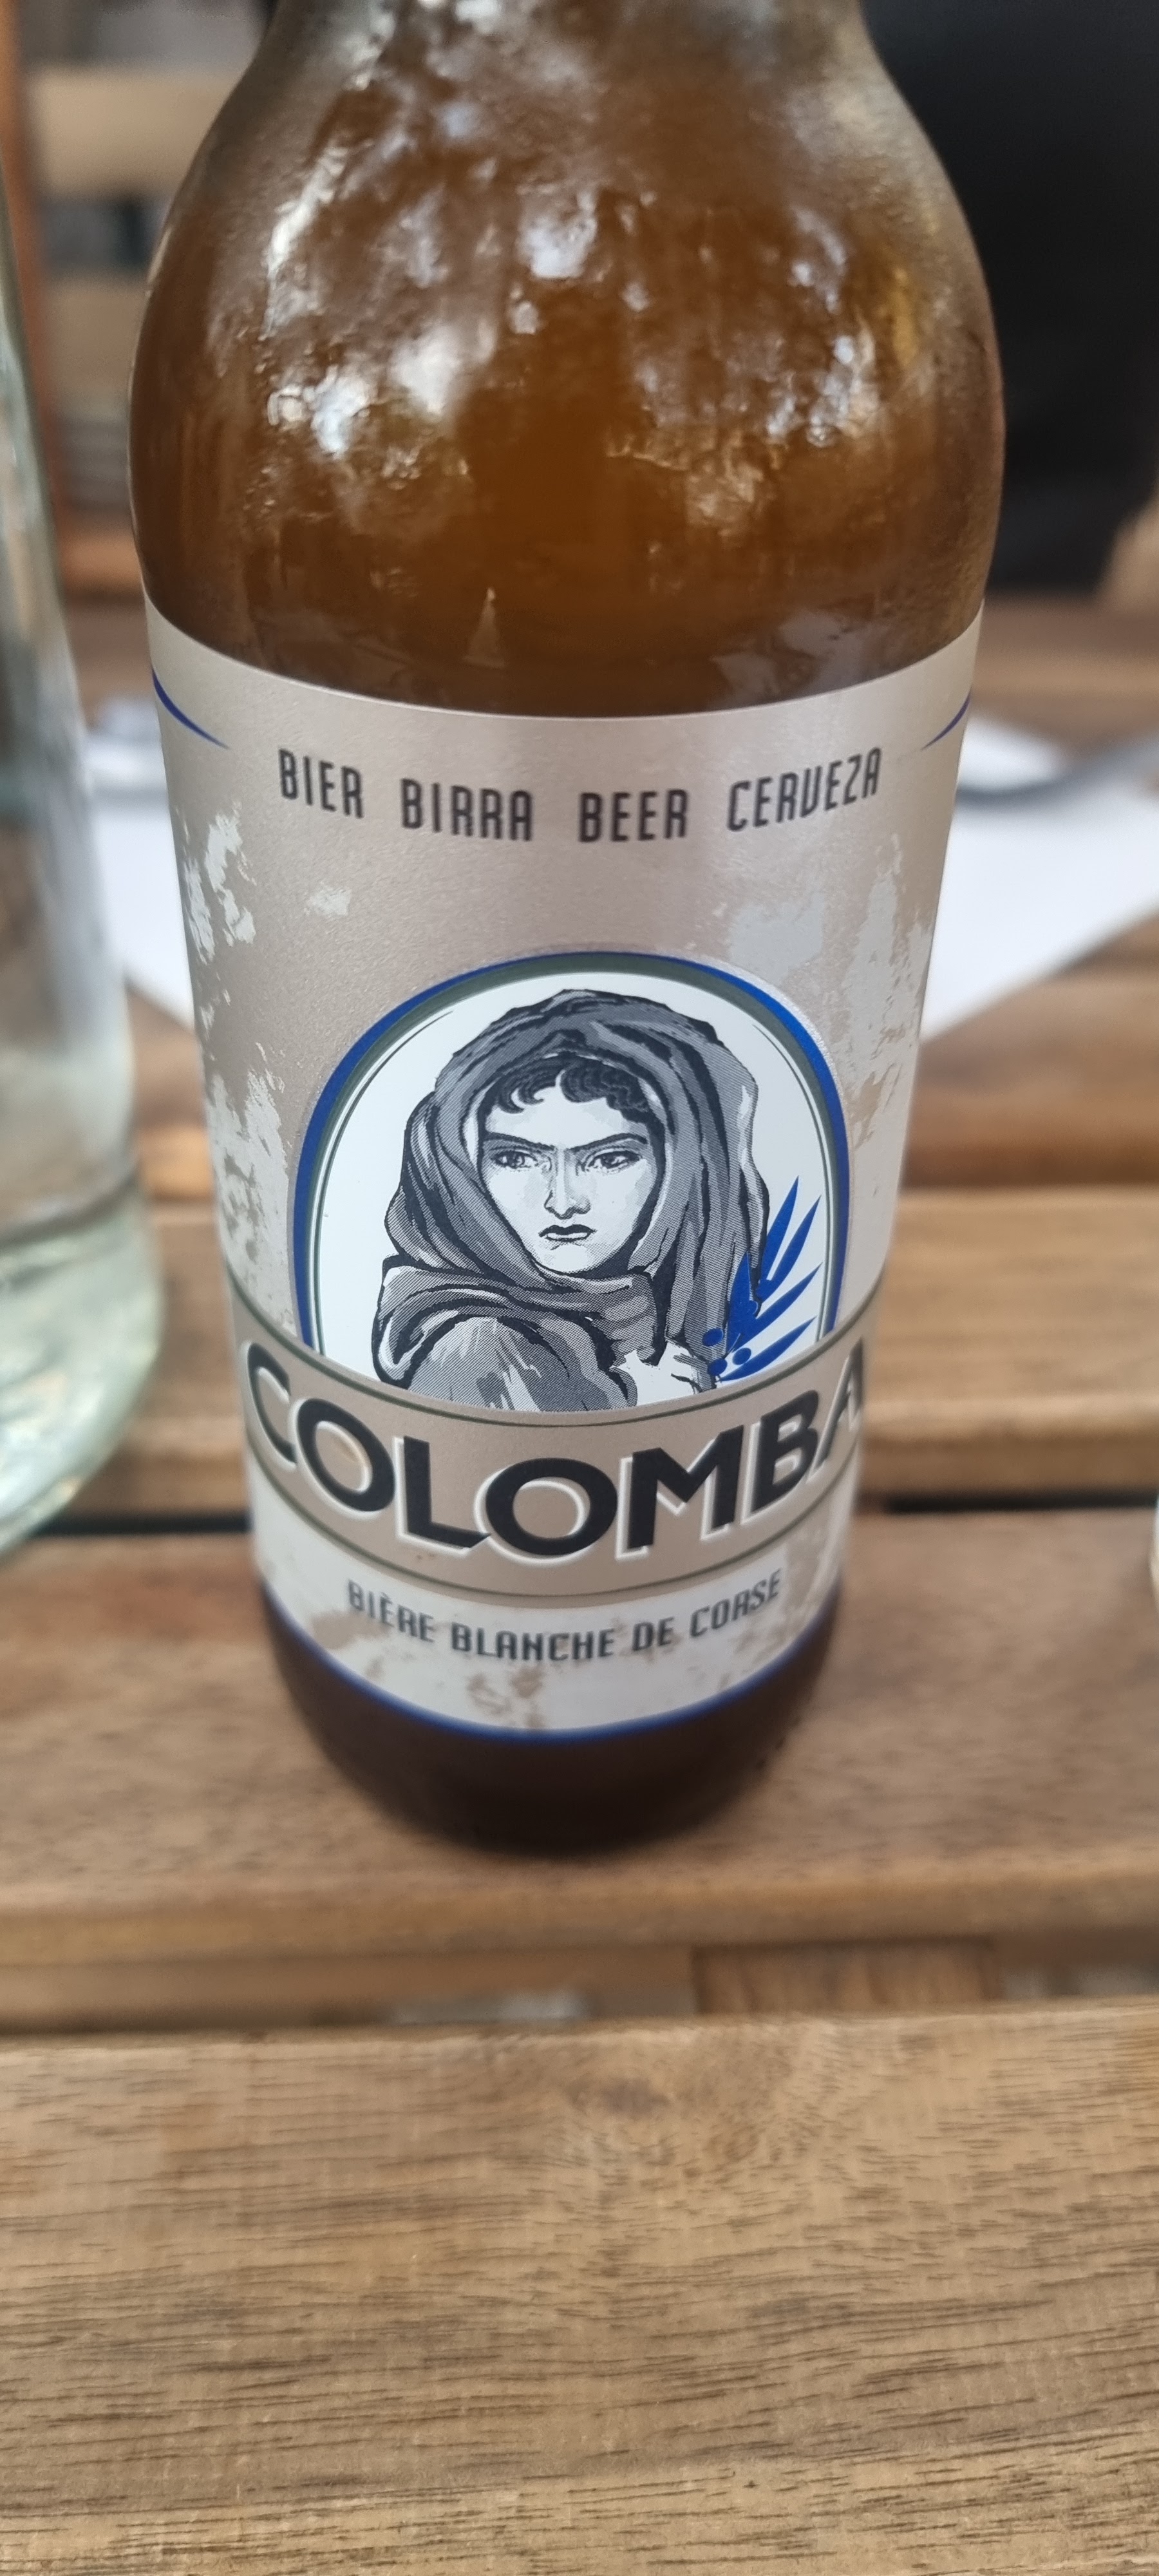 BIER BIRRA BEER CERVEZA
COLOMBA
BIÈRE BLANCHE DE CORSE